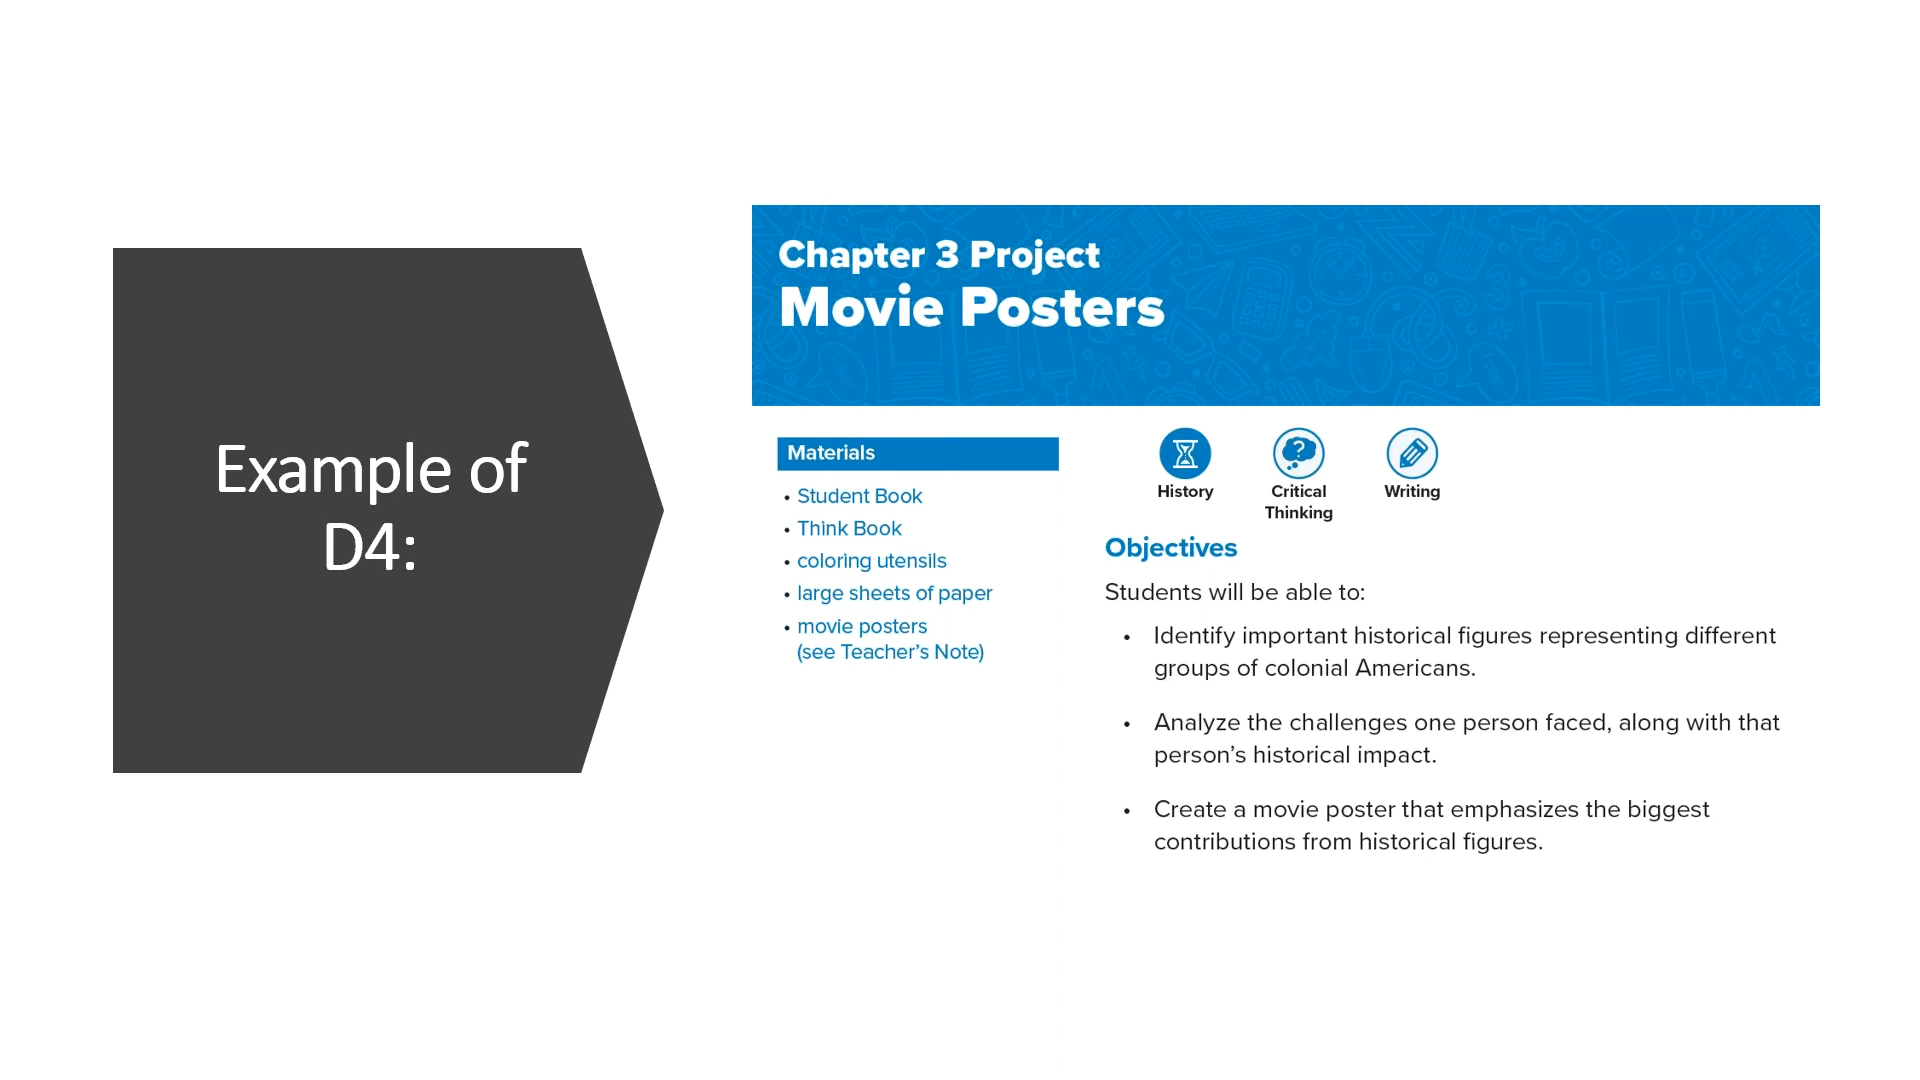 Example of
D4:
Chapter 3 Project
Movie Posters
Materials
• Student Book
• Think Book
• coloring utensils
• large sheets of paper
• movie posters
(see Teacher’s Note)
History
Critical
Thinking
Writing
Objectives
Students will be able to:
• Identify important historical figures representing different
groups of colonial Americans.
• Analyze the challenges one person faced, along with that
person’s historical impact.
• Create a movie poster that emphasizes the biggest
contributions from historical figures.